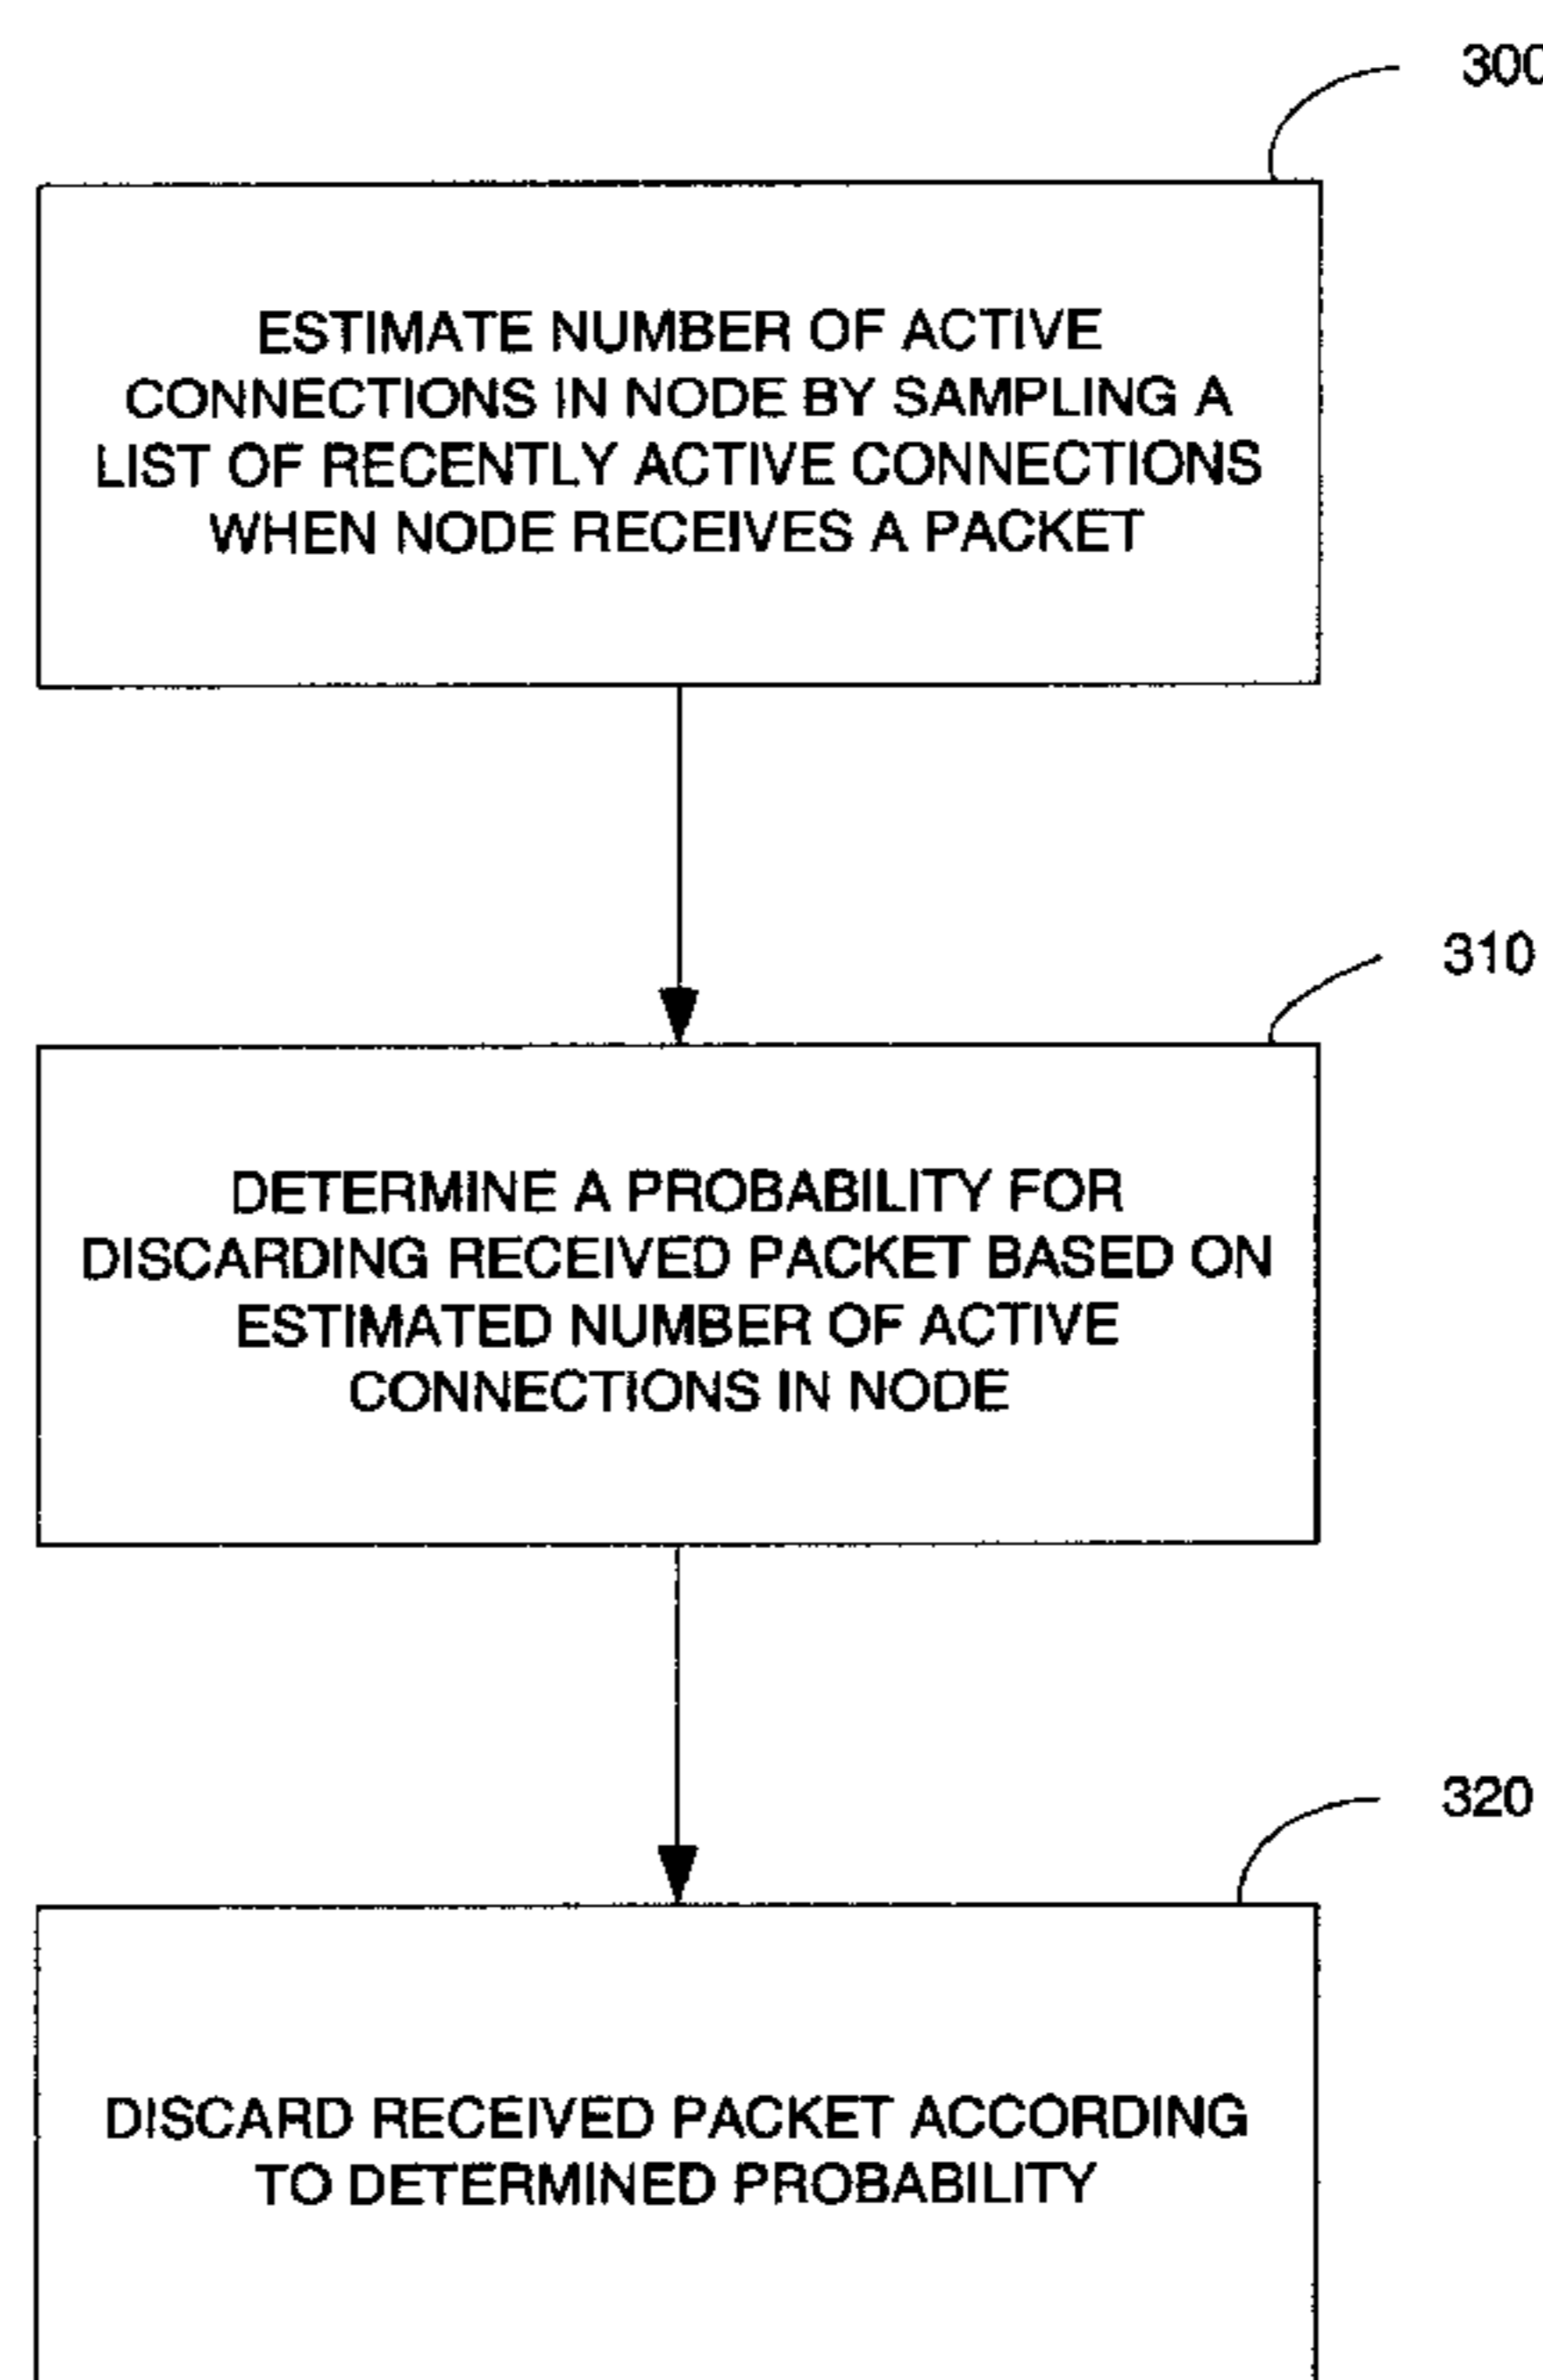 300
ESTIMATE NUMBER OF ACTIVE
CONNECTIONS IN NODE BY SAMPLING A
LIST OF RECENTLY ACTIVE CONNECTIONS
WHEN NODE RECEIVES A PACKET
310
DETERMINE A PROBABILITY FOR
DISCARDING RECEIVED PACKET BASED ON
ESTIMATED NUMBER OF ACTIVE
CONNECTIONS IN NODE
320
DISCARD RECEIVED PACKET ACCORDING
TO DETERMINED PROBABILITY